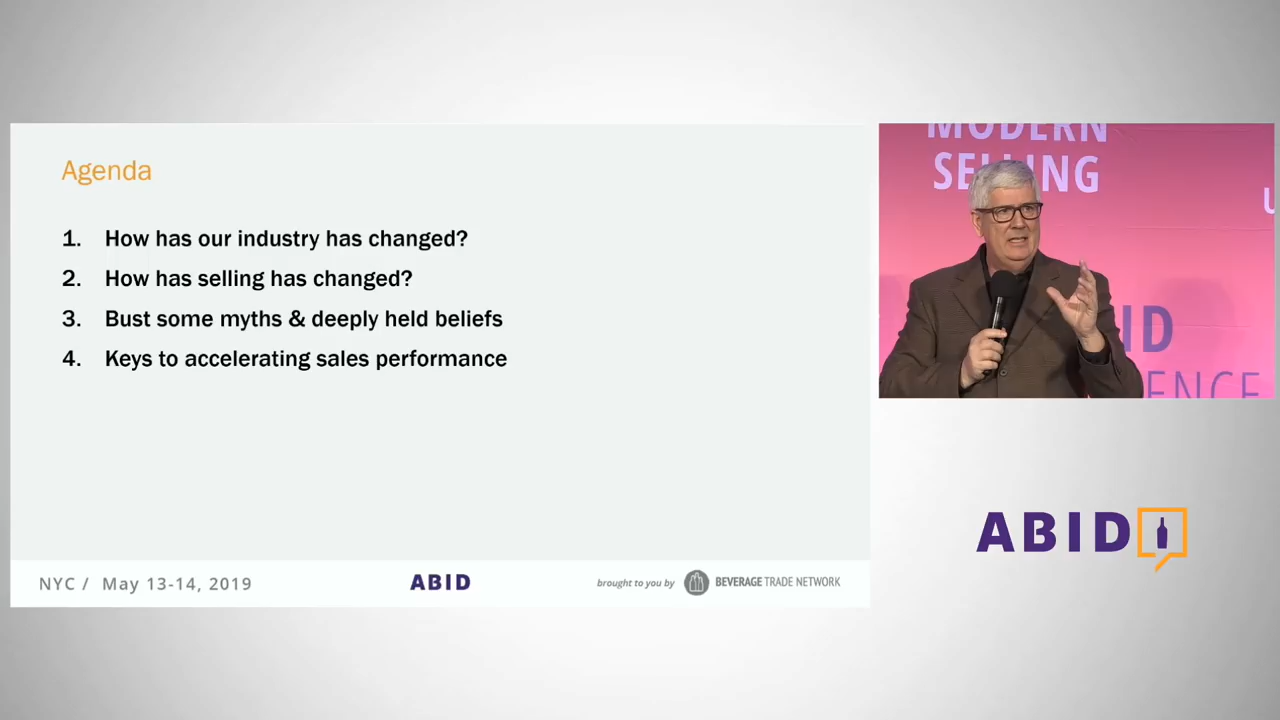 Agenda
1. How has our industry has changed?
2. How has selling has changed?
3. Bust some myths & deeply held beliefs
4. Keys to accelerating sales performance
NYC / May 13-14, 2019
ABID
brought to you by BEVERAGE TRADE NETWORK
MODERN
SELLING
U
ID
ENCE
ABID